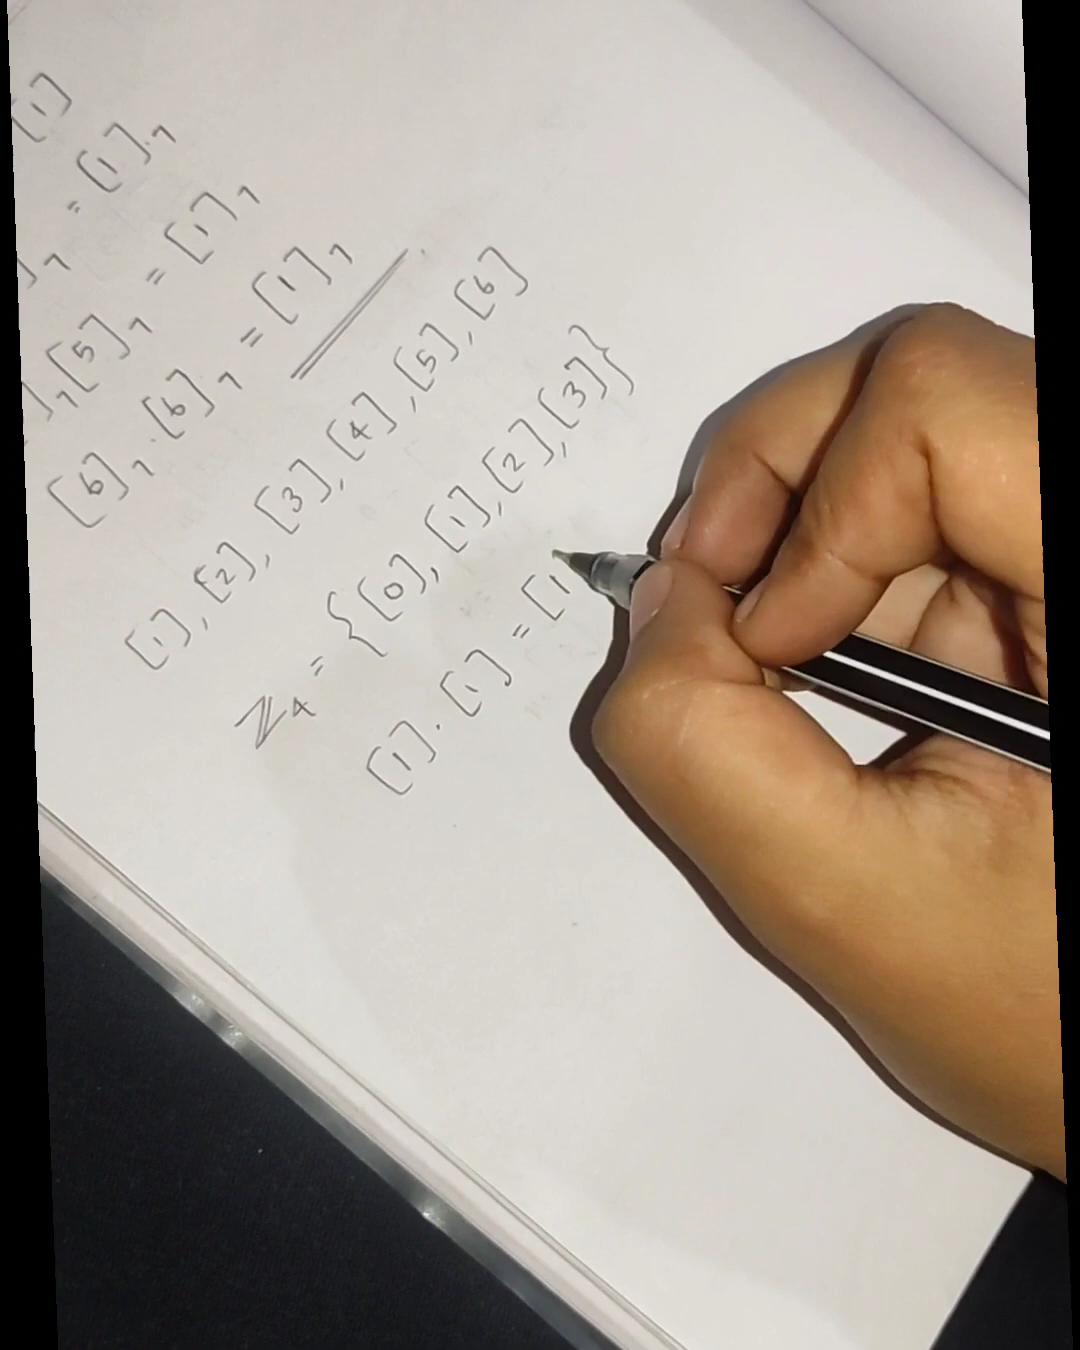 [1]
]₇ = [1]₇
]₇[5]₇ = [1]₇
[6]₇·[6]₇ = [1]₇
[1], [2], [3], [4], [5], [6]
ℤ₄ = {[0], [1], [2], [3]}
[1]·[1] = [1